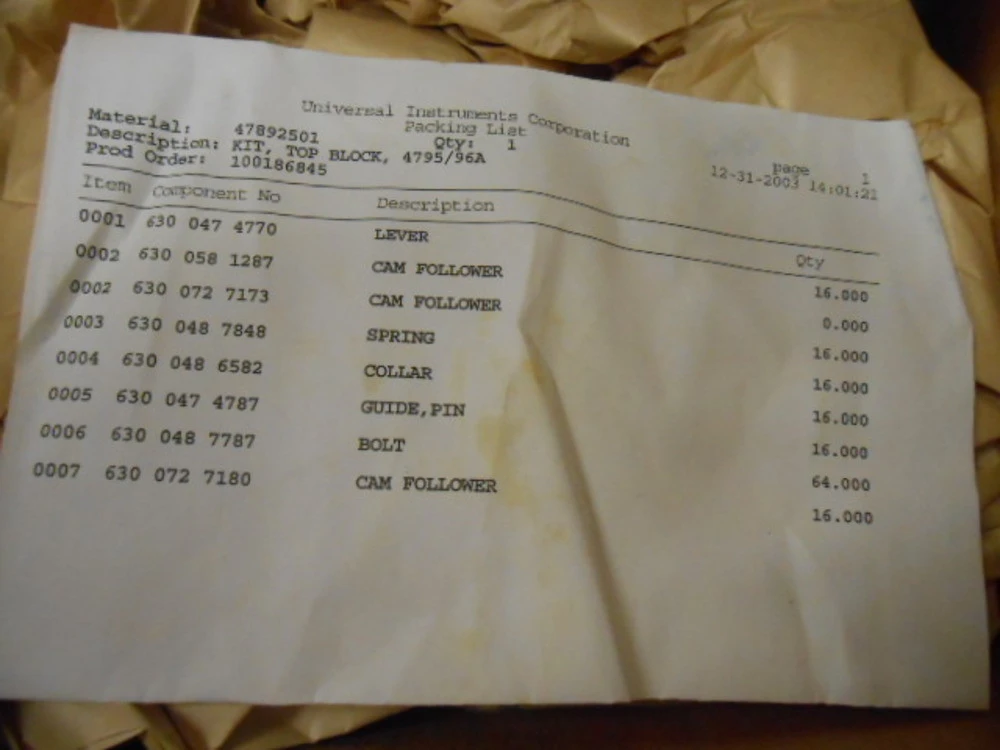 Universal Instruments Corporation
Packing List
Material: 47892501 Qty: 1
Description: KIT, TOP BLOCK, 4795/96A page 1
Prod Order: 100186845 12-31-2003 14:01:21
Item Component No Description Qty
0001 630 047 4770 LEVER 16.000
0002 630 058 1287 CAM FOLLOWER 0.000
0002 630 072 7173 CAM FOLLOWER 16.000
0003 630 048 7848 SPRING 16.000
0004 630 048 6582 COLLAR 16.000
0005 630 047 4787 GUIDE,PIN 16.000
0006 630 048 7787 BOLT 64.000
0007 630 072 7180 CAM FOLLOWER 16.000